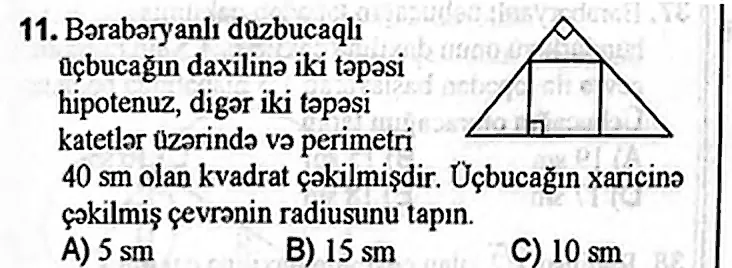 11. Bərabəryanlı düzbucaqlı
üçbucağın daxilinə iki təpəsi
hipotenuz, digər iki təpəsi
katetlər üzərində və perimetri
40 sm olan kvadrat çəkilmişdir. Üçbucağın xaricinə
çəkilmiş çevrənin radiusunu tapın.
A) 5 sm B) 15 sm C) 10 sm